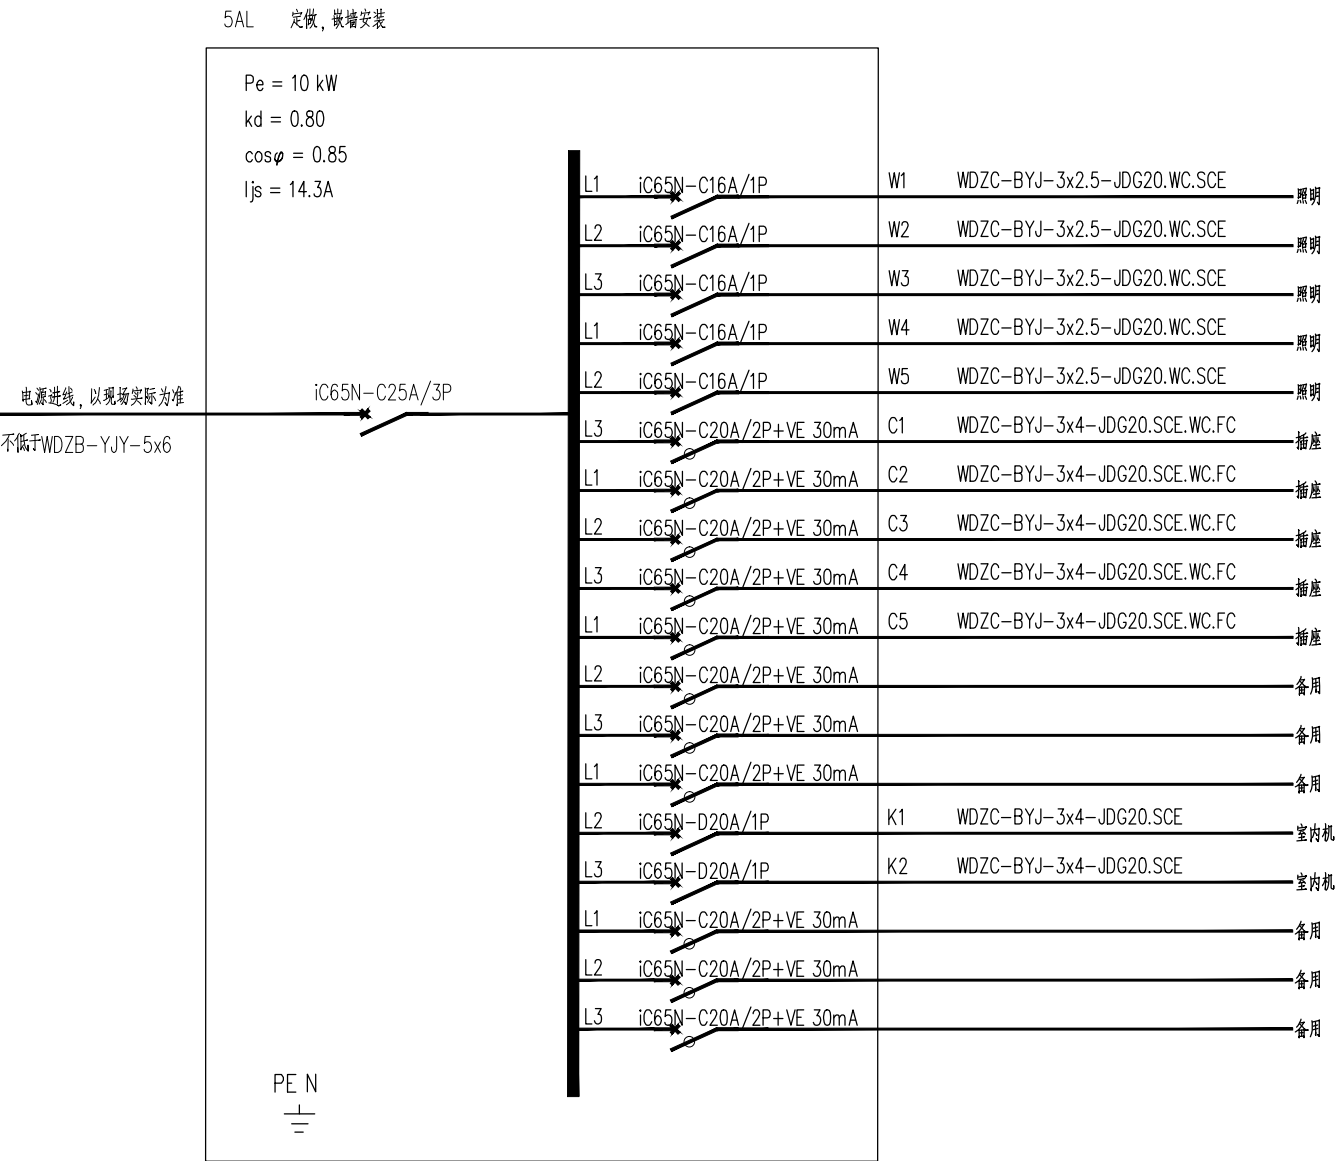 5AL 定做,嵌墙安装
Pe = 10 kW
kd = 0.80
cosφ = 0.85
Ijs = 14.3A
电源进线,以现场实际为准
不低于WDZB-YJY-5x6
iC65N-C25A/3P
L1 iC65N-C16A/1P W1 WDZC-BYJ-3x2.5-JDG20.WC.SCE 照明
L2 iC65N-C16A/1P W2 WDZC-BYJ-3x2.5-JDG20.WC.SCE 照明
L3 iC65N-C16A/1P W3 WDZC-BYJ-3x2.5-JDG20.WC.SCE 照明
L1 iC65N-C16A/1P W4 WDZC-BYJ-3x2.5-JDG20.WC.SCE 照明
L2 iC65N-C16A/1P W5 WDZC-BYJ-3x2.5-JDG20.WC.SCE 照明
L3 iC65N-C20A/2P+VE 30mA C1 WDZC-BYJ-3x4-JDG20.SCE.WC.FC 插座
L1 iC65N-C20A/2P+VE 30mA C2 WDZC-BYJ-3x4-JDG20.SCE.WC.FC 插座
L2 iC65N-C20A/2P+VE 30mA C3 WDZC-BYJ-3x4-JDG20.SCE.WC.FC 插座
L3 iC65N-C20A/2P+VE 30mA C4 WDZC-BYJ-3x4-JDG20.SCE.WC.FC 插座
L1 iC65N-C20A/2P+VE 30mA C5 WDZC-BYJ-3x4-JDG20.SCE.WC.FC 插座
L2 iC65N-C20A/2P+VE 30mA 备用
L3 iC65N-C20A/2P+VE 30mA 备用
L1 iC65N-C20A/2P+VE 30mA 备用
L2 iC65N-D20A/1P K1 WDZC-BYJ-3x4-JDG20.SCE 室内机
L3 iC65N-D20A/1P K2 WDZC-BYJ-3x4-JDG20.SCE 室内机
L1 iC65N-C20A/2P+VE 30mA 备用
L2 iC65N-C20A/2P+VE 30mA 备用
L3 iC65N-C20A/2P+VE 30mA 备用
PE N